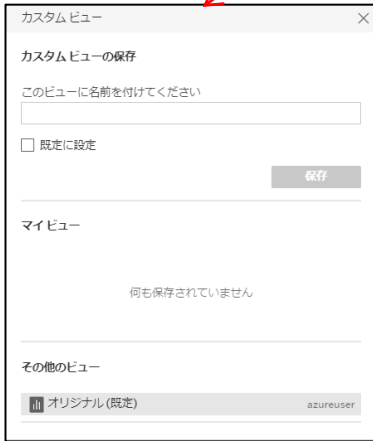 カスタム ビュー
カスタム ビューの保存
このビューに名前を付けてください
既定に設定
保存
マイ ビュー
何も保存されていません
その他のビュー
オリジナル (既定) azureuser